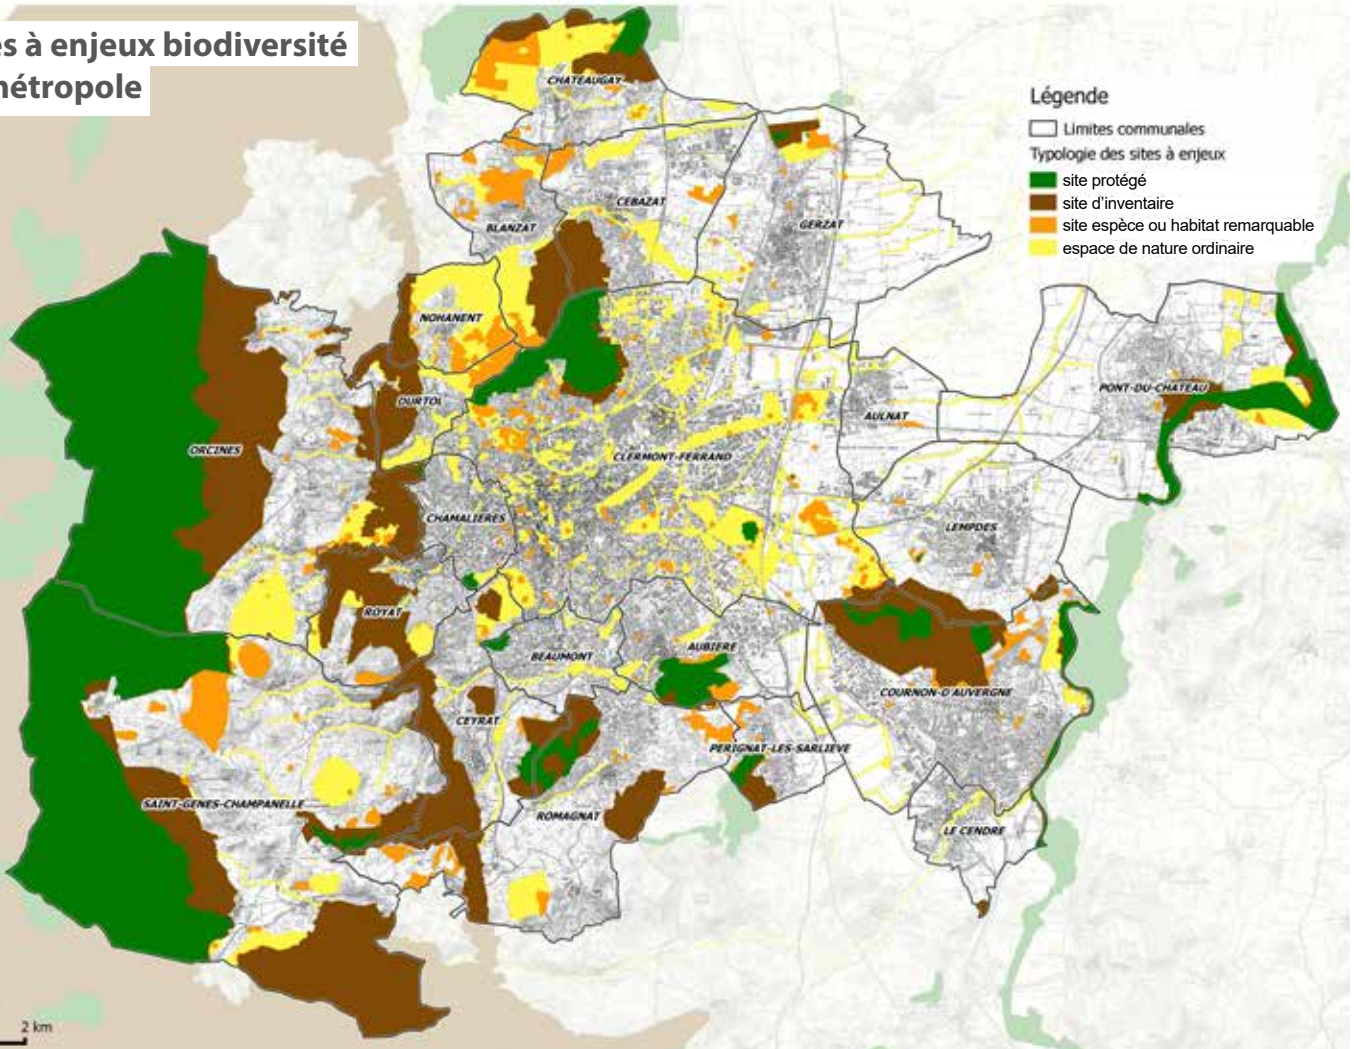 es à enjeux biodiversité
métropole
Légende
Limites communales
Typologie des sites à enjeux
site protégé
site d'inventaire
site espèce ou habitat remarquable
espace de nature ordinaire
CHATEAUGAY
CEBAZAT
BLANZAT
GERZAT
NOHANENT
PONT-DU-CHATEAU
DURTOL
AULNAT
ORCINES
CLERMONT-FERRAND
CHAMALIERES
LEMPDES
ROYAT
AUBIERE
BEAUMONT
COURNON-D'AUVERGNE
CEYRAT
PERIGNAT-LES-SARLIEVE
SAINT-GENES-CHAMPANELLE
ROMAGNAT
LE CENDRE
2 km